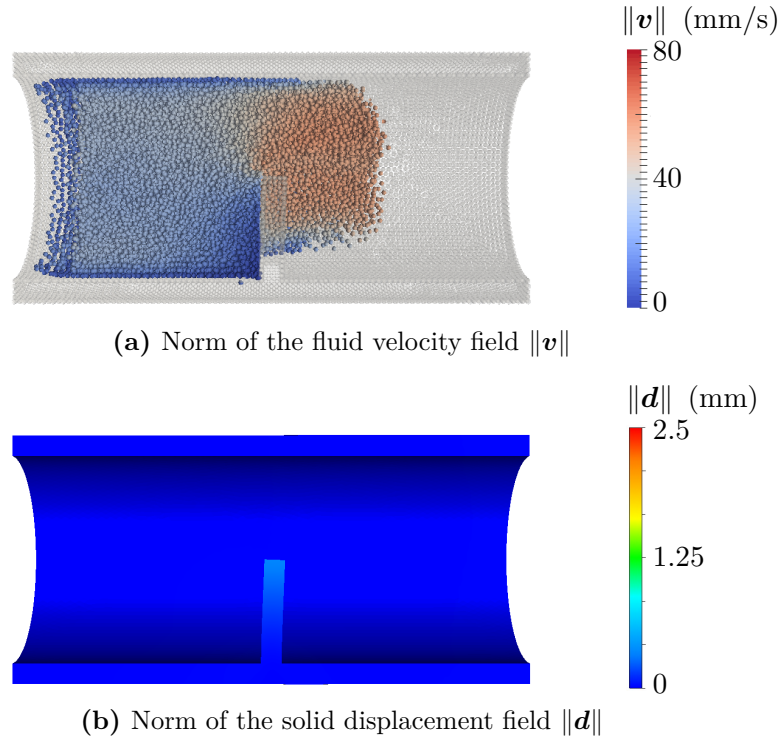 ‖v‖ (mm/s)
80
40
0
(a) Norm of the fluid velocity field ‖v‖
‖d‖ (mm)
2.5
1.25
0
(b) Norm of the solid displacement field ‖d‖